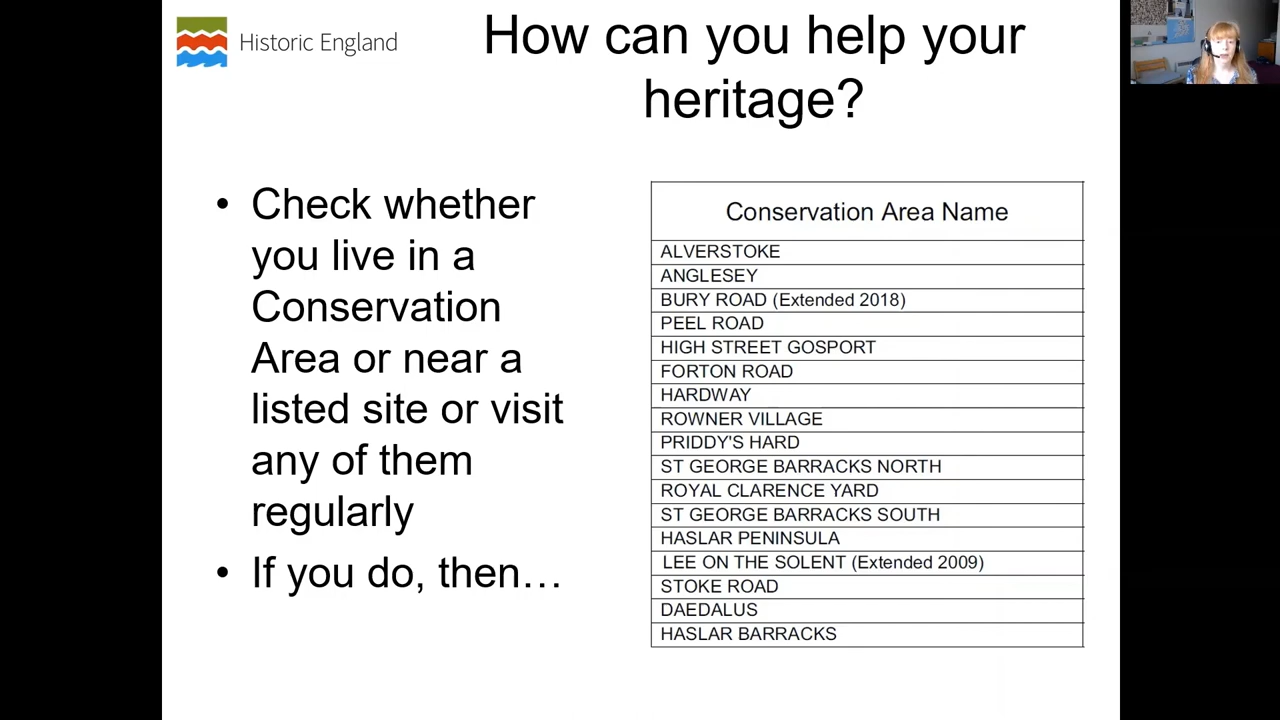 Historic England
How can you help your
heritage?
• Check whether
you live in a
Conservation
Area or near a
listed site or visit
any of them
regularly
• If you do, then…
Conservation Area Name
ALVERSTOKE
ANGLESEY
BURY ROAD (Extended 2018)
PEEL ROAD
HIGH STREET GOSPORT
FORTON ROAD
HARDWAY
ROWNER VILLAGE
PRIDDY'S HARD
ST GEORGE BARRACKS NORTH
ROYAL CLARENCE YARD
ST GEORGE BARRACKS SOUTH
HASLAR PENINSULA
LEE ON THE SOLENT (Extended 2009)
STOKE ROAD
DAEDALUS
HASLAR BARRACKS